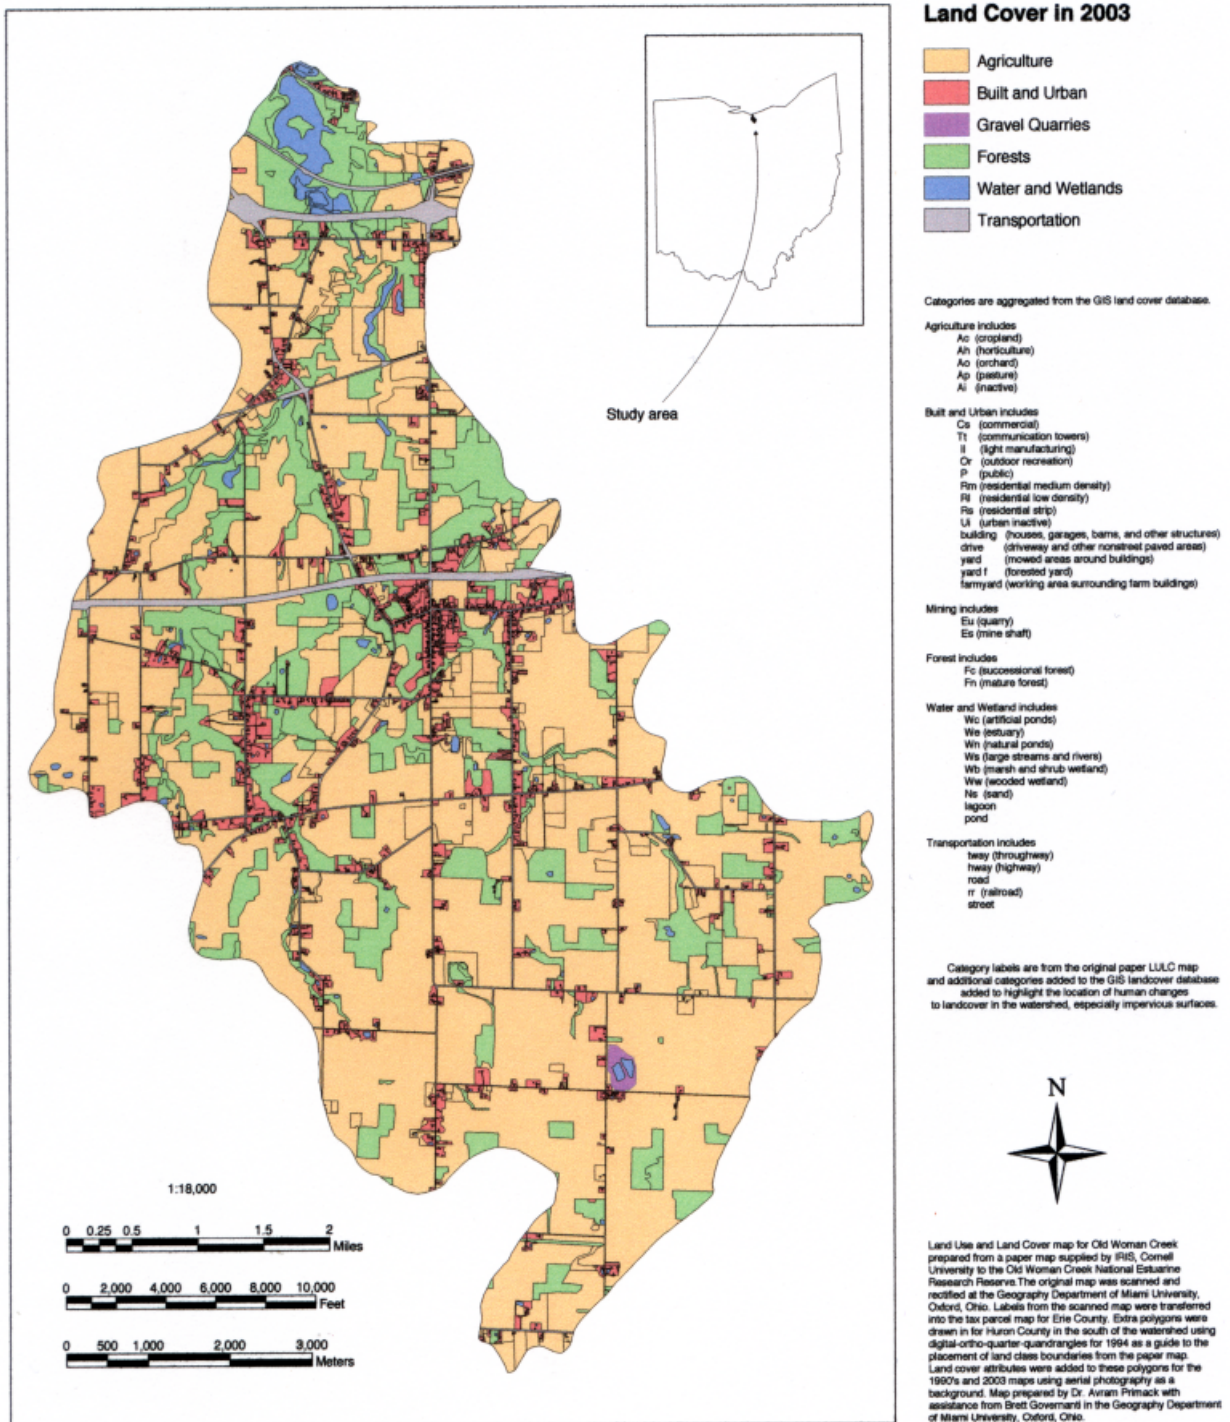 Land Cover in 2003
Agriculture
Built and Urban
Gravel Quarries
Forests
Water and Wetlands
Transportation
Study area
Categories are aggregated from the GIS land cover database.
Agriculture includes
Ac (cropland)
Ah (horticulture)
Ao (orchard)
Ap (pasture)
Ai (inactive)
Built and Urban includes
Cs (commercial)
Tt (communication towers)
Il (light manufacturing)
Or (outdoor recreation)
P (public)
Rm (residential medium density)
Rl (residential low density)
Rs (residential strip)
Ui (urban inactive)
building (houses, garages, barns, and other structures)
drive (driveway and other nonstreet paved areas)
yard (mowed areas around buildings)
yard f (forested yard)
farmyard (working area surrounding farm buildings)
Mining includes
Eu (quarry)
Es (mine shaft)
Forest includes
Fc (successional forest)
Fn (mature forest)
Water and Wetland includes
Wc (artificial ponds)
We (estuary)
Wn (natural ponds)
Ws (large streams and rivers)
Wb (marsh and shrub wetland)
Ww (wooded wetland)
Ns (sand)
lagoon
pond
Transportation includes
tway (throughway)
hway (highway)
road
rr (railroad)
street
Category labels are from the original paper LULC map
and additional categories added to the GIS landcover database
added to highlight the location of human changes
to landcover in the watershed, especially impervious surfaces.
N
1:18,000
0 0.25 0.5 1 1.5 2
Miles
0 2,000 4,000 6,000 8,000 10,000
Feet
0 500 1,000 2,000 3,000
Meters
Land Use and Land Cover map for Old Woman Creek
prepared from a paper map supplied by IRIS, Cornell
University to the Old Woman Creek National Estuarine
Research Reserve. The original map was scanned and
rectified at the Geography Department of Miami University,
Oxford, Ohio. Labels from the scanned map were transferred
into the tax parcel map for Erie County. Extra polygons were
drawn in for Huron County in the south of the watershed using
digital-ortho-quarter-quandrangles for 1994 as a guide to the
placement of land class boundaries from the paper map.
Land cover attributes were added to these polygons for the
1990's and 2003 maps using aerial photography as a
background. Map prepared by Dr. Avram Primack with
assistance from Brett Governanti in the Geography Department
of Miami University, Oxford, Ohio.